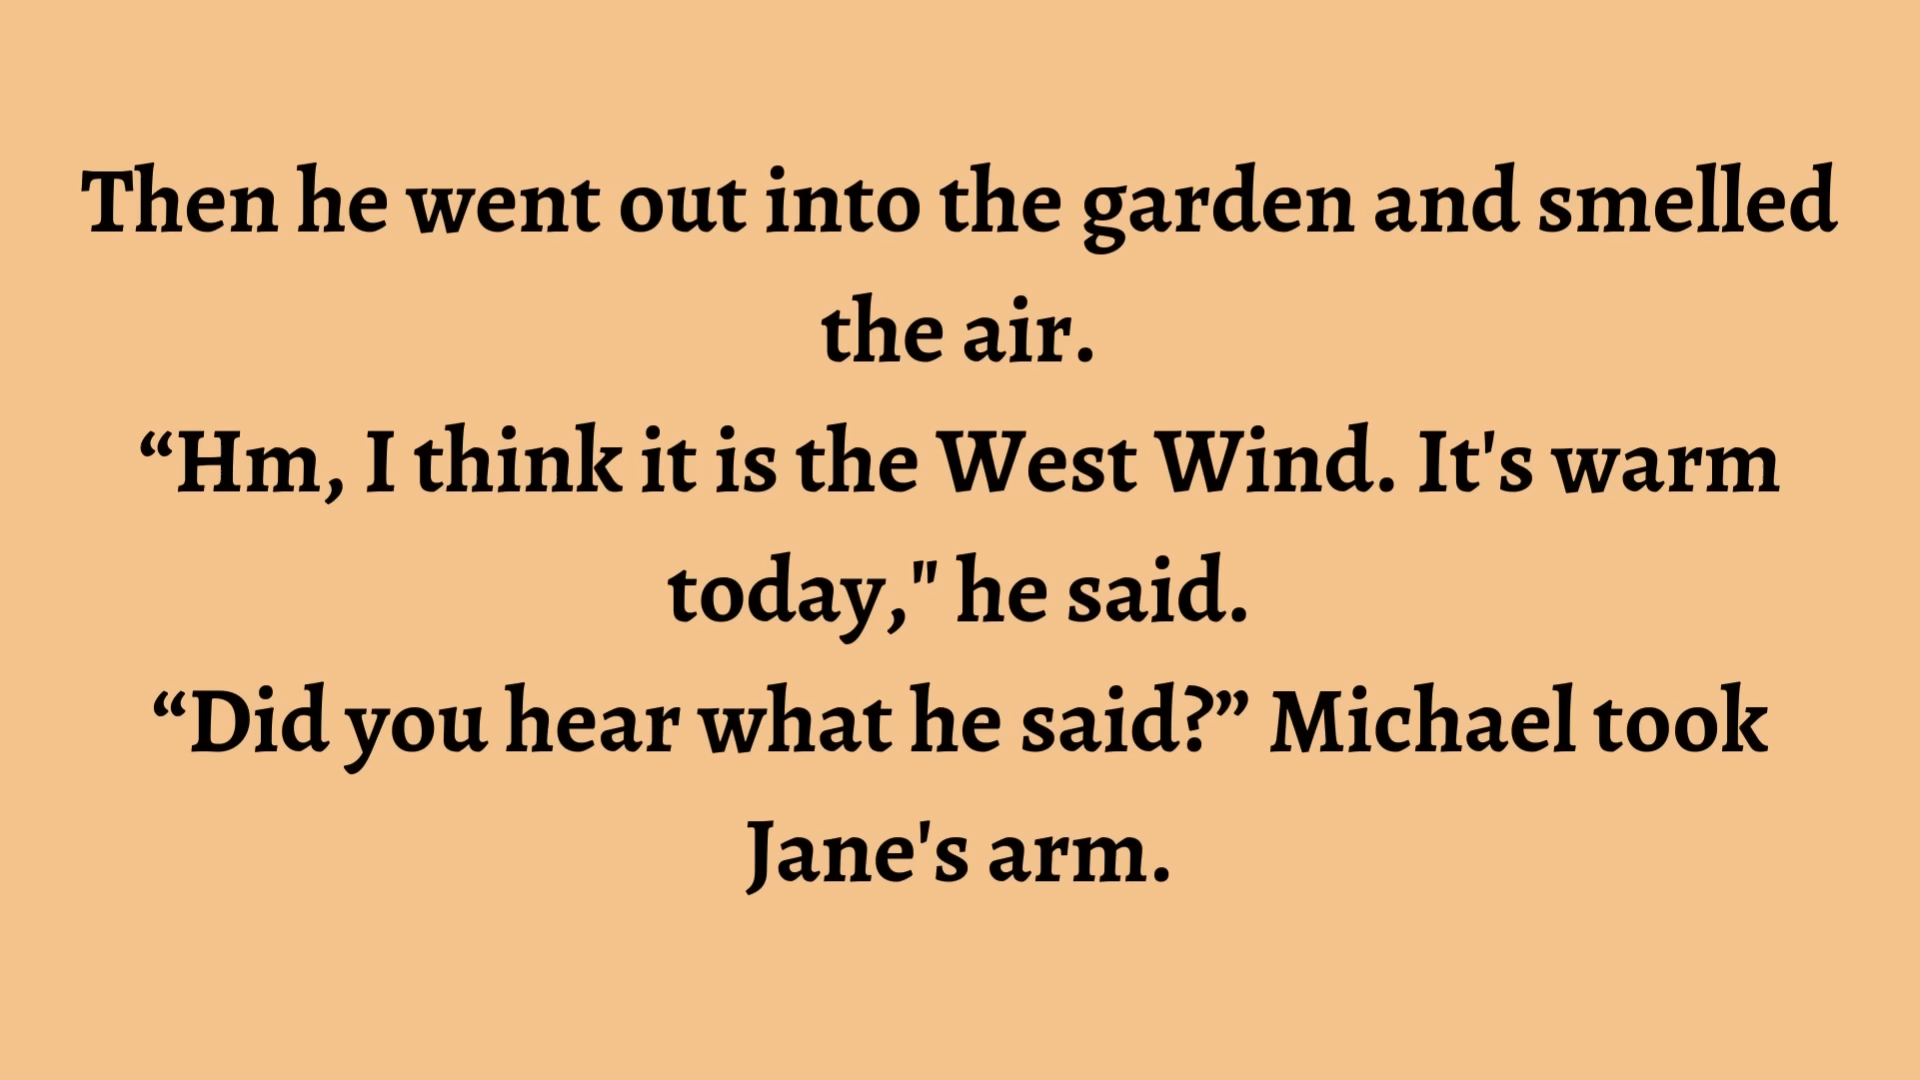 Then he went out into the garden and smelled
the air.
“Hm, I think it is the West Wind. It's warm
today," he said.
“Did you hear what he said?” Michael took
Jane's arm.